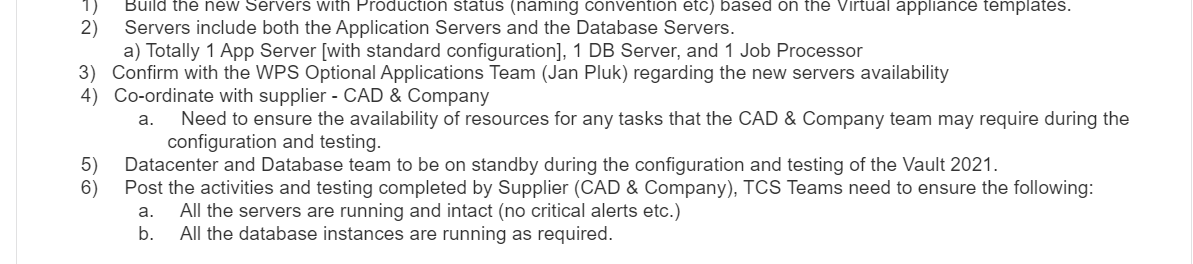 1) Build the new Servers with Production status (naming convention etc) based on the Virtual appliance templates.
2) Servers include both the Application Servers and the Database Servers.
a) Totally 1 App Server [with standard configuration], 1 DB Server, and 1 Job Processor
3) Confirm with the WPS Optional Applications Team (Jan Pluk) regarding the new servers availability
4) Co-ordinate with supplier - CAD & Company
a. Need to ensure the availability of resources for any tasks that the CAD & Company team may require during the
configuration and testing.
5) Datacenter and Database team to be on standby during the configuration and testing of the Vault 2021.
6) Post the activities and testing completed by Supplier (CAD & Company), TCS Teams need to ensure the following:
a. All the servers are running and intact (no critical alerts etc.)
b. All the database instances are running as required.